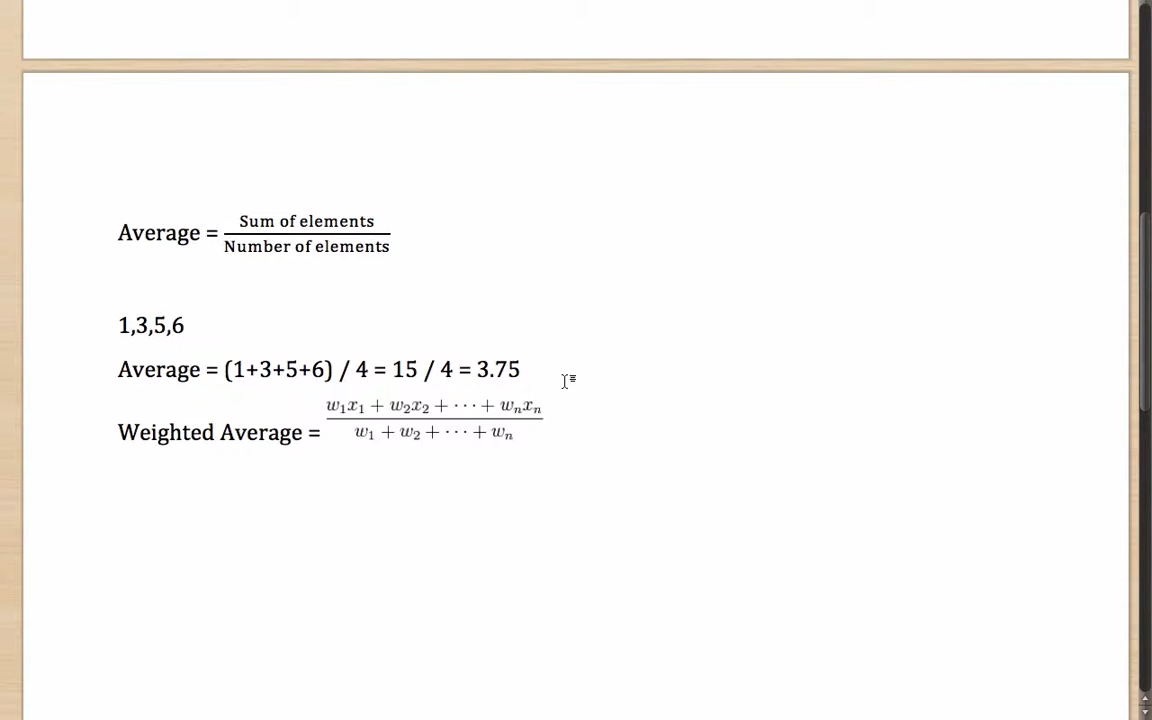 Average = Sum of elements / Number of elements
1,3,5,6
Average = (1+3+5+6) / 4 = 15 / 4 = 3.75
Weighted Average = w₁x₁ + w₂x₂ + ⋯ + wₙxₙ / w₁ + w₂ + ⋯ + wₙ